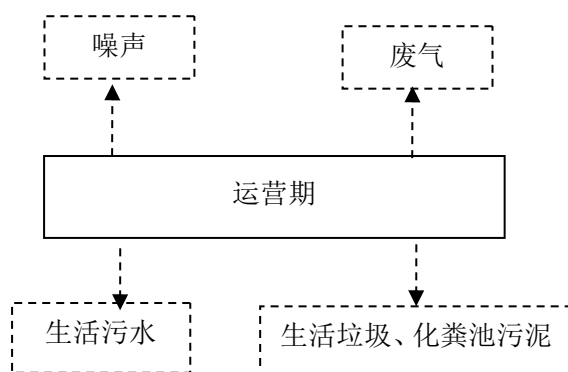 噪声
废气
运营期
生活污水
生活垃圾、化粪池污泥